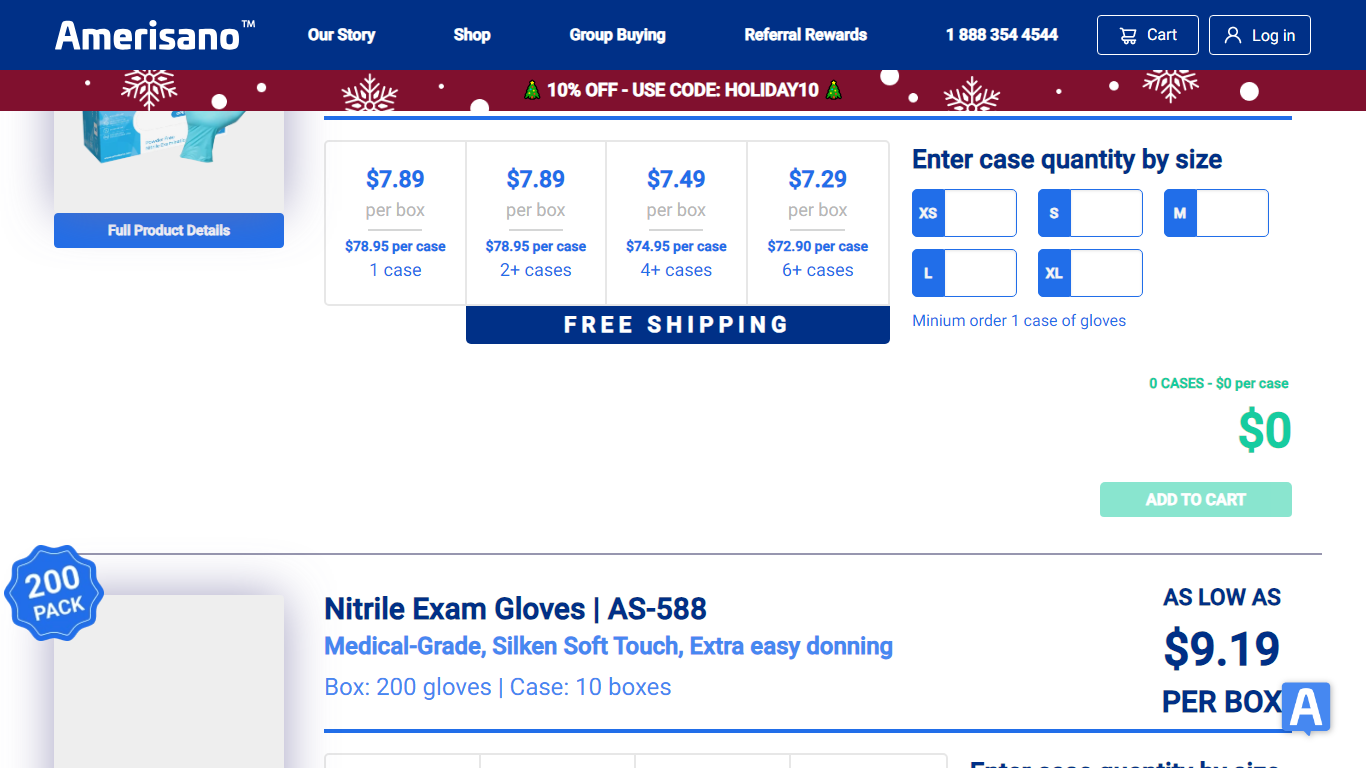 Amerisano™
Our Story
Shop
Group Buying
Referral Rewards
1 888 354 4544
Cart
Log in
10% OFF - USE CODE: HOLIDAY10
Full Product Details
$7.89
per box
$78.95 per case
1 case
$7.89
per box
$78.95 per case
2+ cases
$7.49
per box
$74.95 per case
4+ cases
$7.29
per box
$72.90 per case
6+ cases
FREE SHIPPING
Enter case quantity by size
XS
S
M
L
XL
Minium order 1 case of gloves
0 CASES - $0 per case
$0
ADD TO CART
200
PACK
Nitrile Exam Gloves | AS-588
Medical-Grade, Silken Soft Touch, Extra easy donning
Box: 200 gloves | Case: 10 boxes
AS LOW AS
$9.19
PER BOX
A
Enter case quantity by size